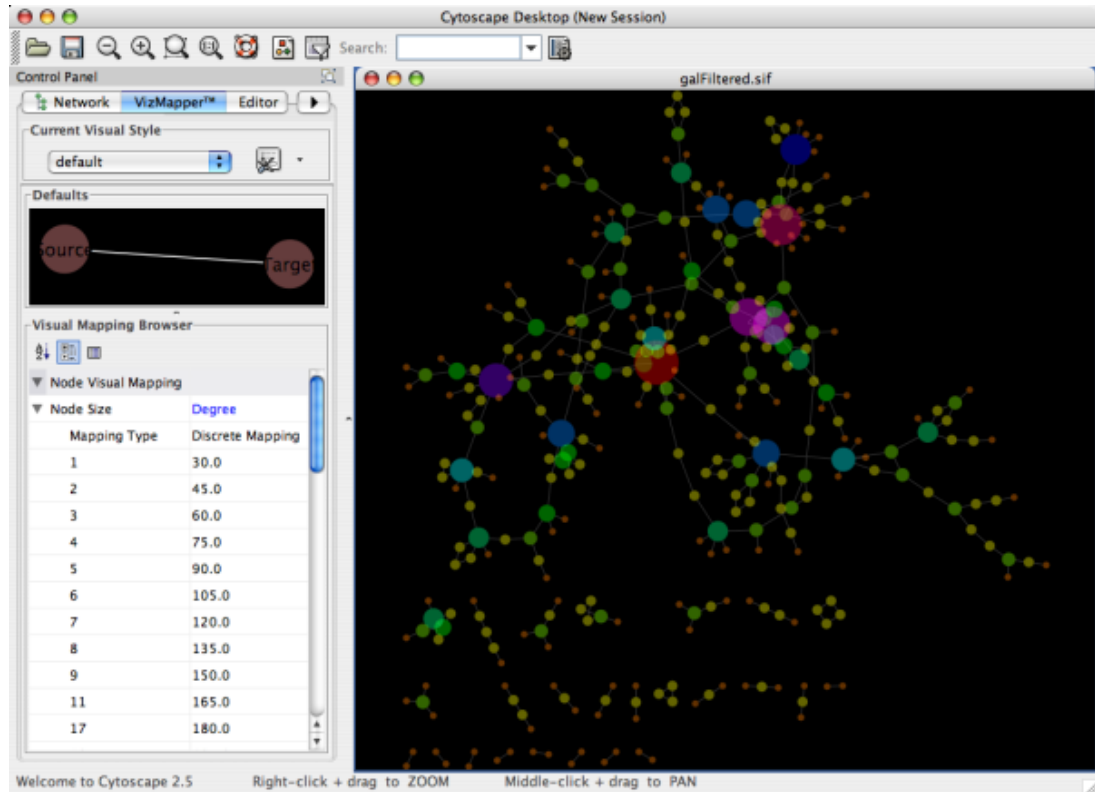 Cytoscape Desktop (New Session)
Search:
Control Panel
Network VizMapper™ Editor
Current Visual Style
default
Defaults
Source
Target
Visual Mapping Browser
Node Visual Mapping
Node Size Degree
Mapping Type Discrete Mapping
1 30.0
2 45.0
3 60.0
4 75.0
5 90.0
6 105.0
7 120.0
8 135.0
9 150.0
11 165.0
17 180.0
galFiltered.sif
Welcome to Cytoscape 2.5 Right-click + drag to ZOOM Middle-click + drag to PAN